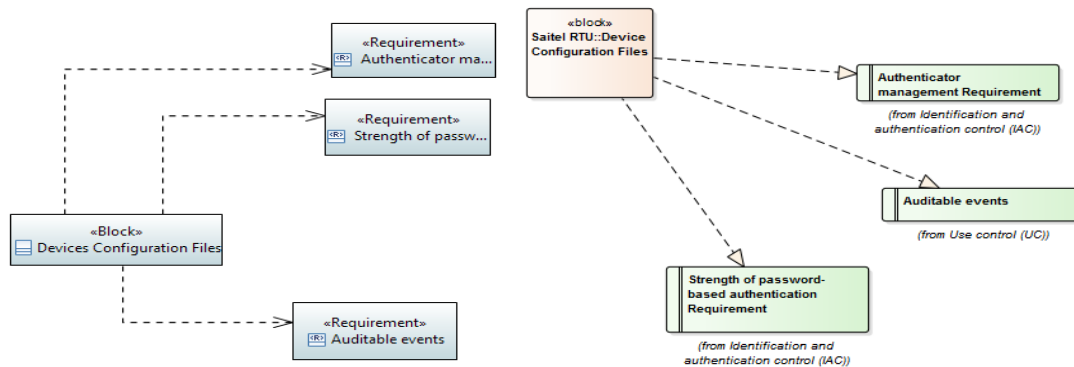 «Requirement»
Authenticator ma...
«Requirement»
Strength of passw...
«Block»
Devices Configuration Files
«Requirement»
Auditable events
«block»
Saitel RTU::Device
Configuration Files
Authenticator
management Requirement
(from Identification and
authentication control (IAC))
Auditable events
(from Use control (UC))
Strength of password-
based authentication
Requirement
(from Identification and
authentication control (IAC))